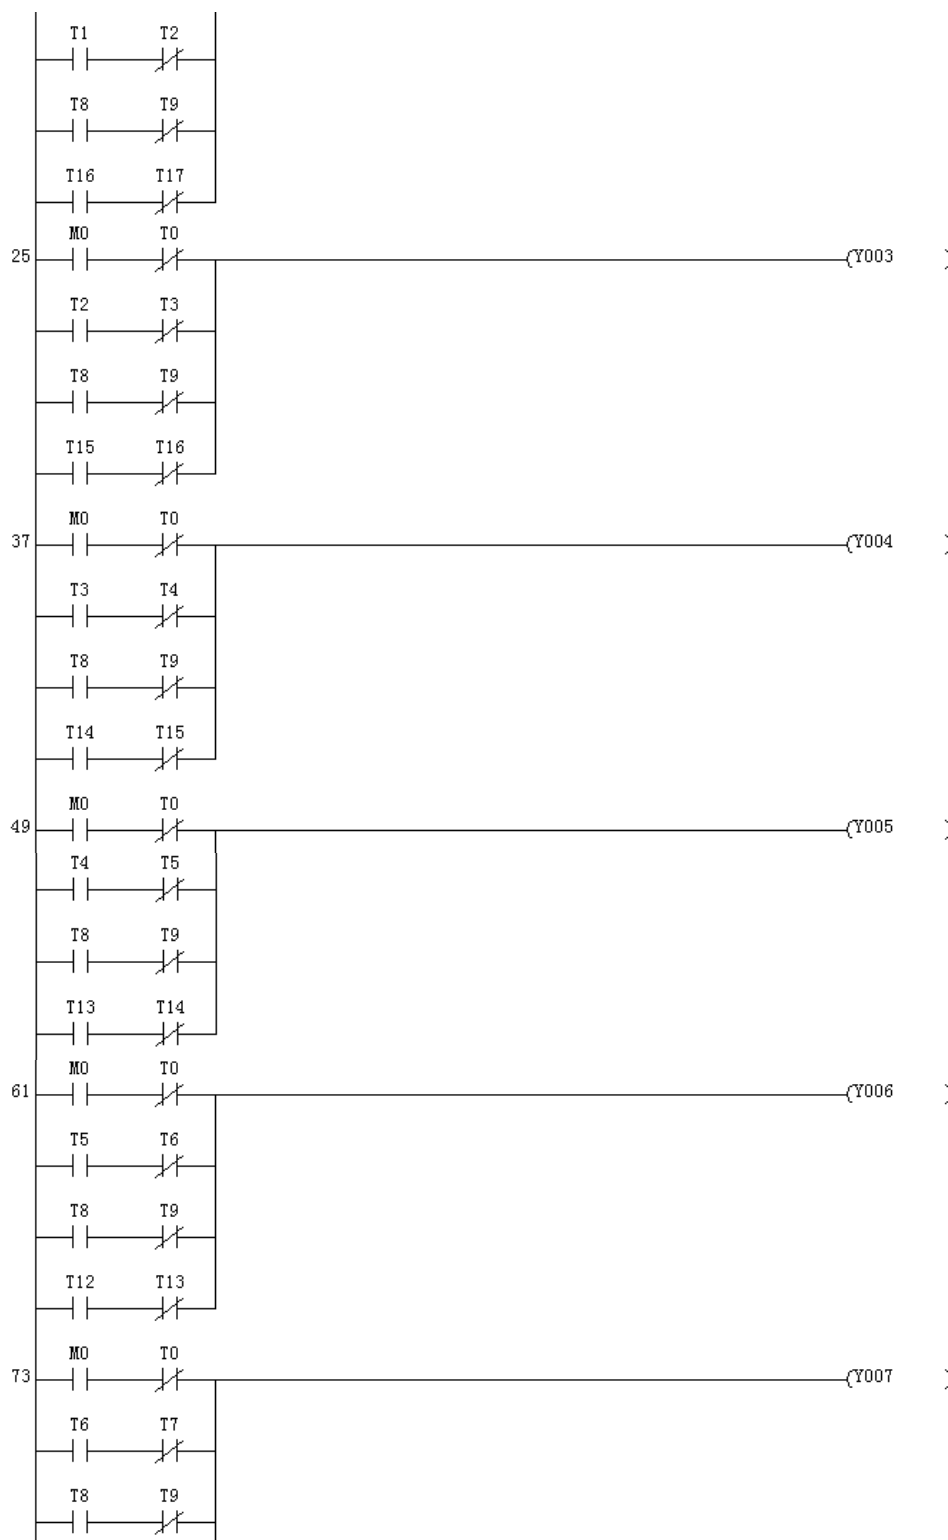 T1 T2
T8 T9
T16 T17
M0 T0
25 (Y003 )
T2 T3
T8 T9
T15 T16
M0 T0
37 (Y004 )
T3 T4
T8 T9
T14 T15
M0 T0
49 (Y005 )
T4 T5
T8 T9
T13 T14
M0 T0
61 (Y006 )
T5 T6
T8 T9
T12 T13
M0 T0
73 (Y007 )
T6 T7
T8 T9